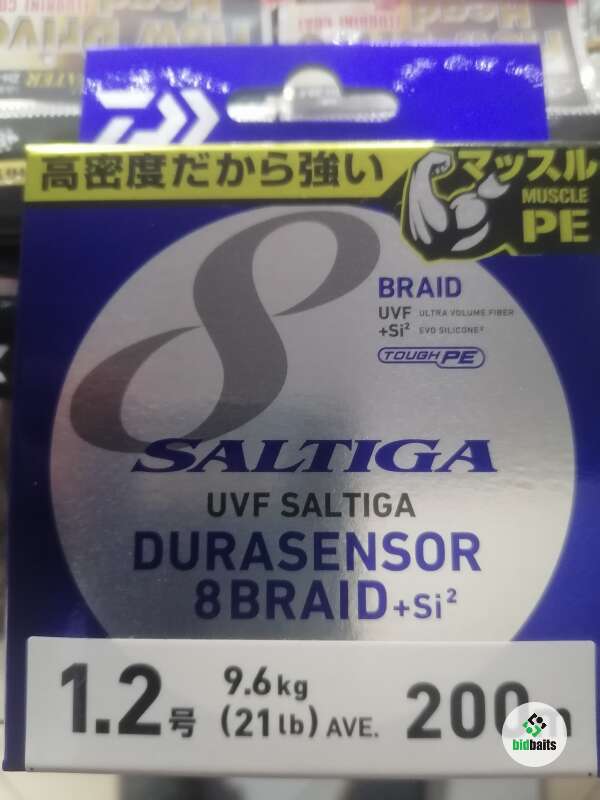 高密度だから強い
マッスル
MUSCLE
PE
8
BRAID
UVF ULTRA VOLUME FIBER
+Si² EVO SILICONE²
TOUGH PE
SALTIGA
UVF SALTIGA
DURASENSOR
8BRAID+Si²
1.2号
9.6kg
(21lb) AVE.
200m
bidbaits